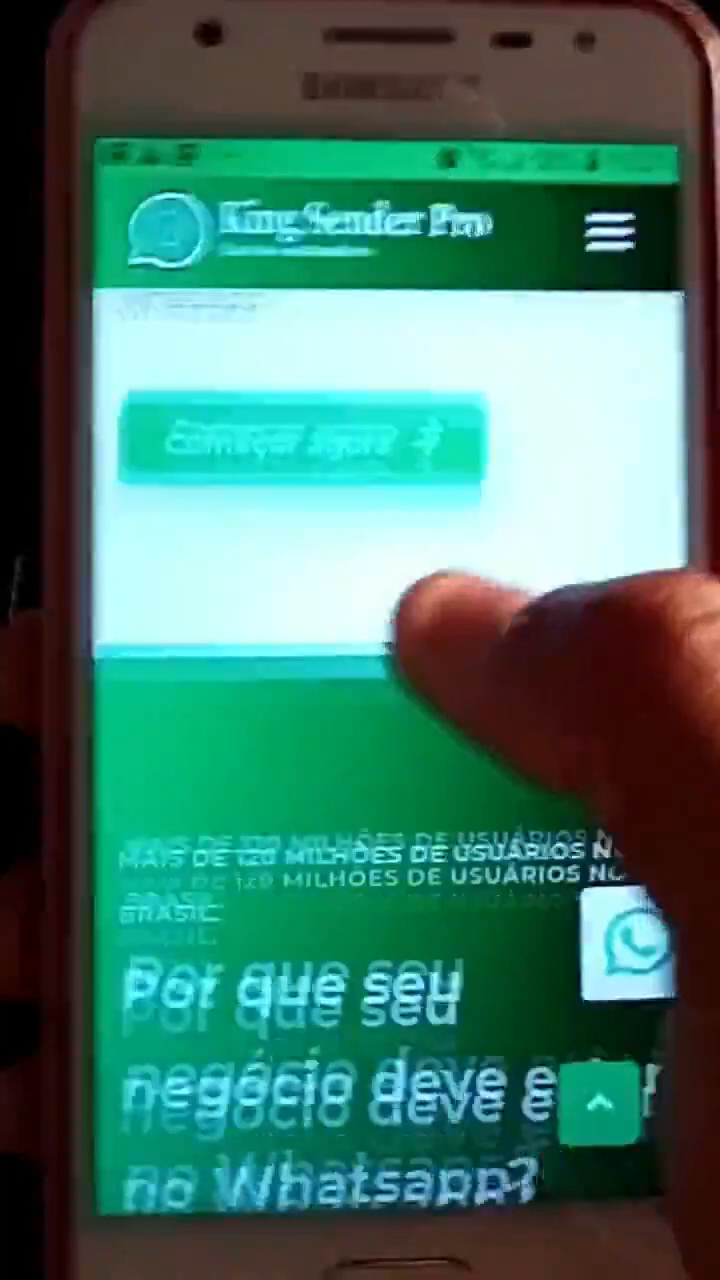 SAMSUNG
King Sender Pro
Começar agora →
MAIS DE 120 MILHÕES DE USUÁRIOS NO
BRASIL.
Por que seu
negócio deve e
no Whatsapp?